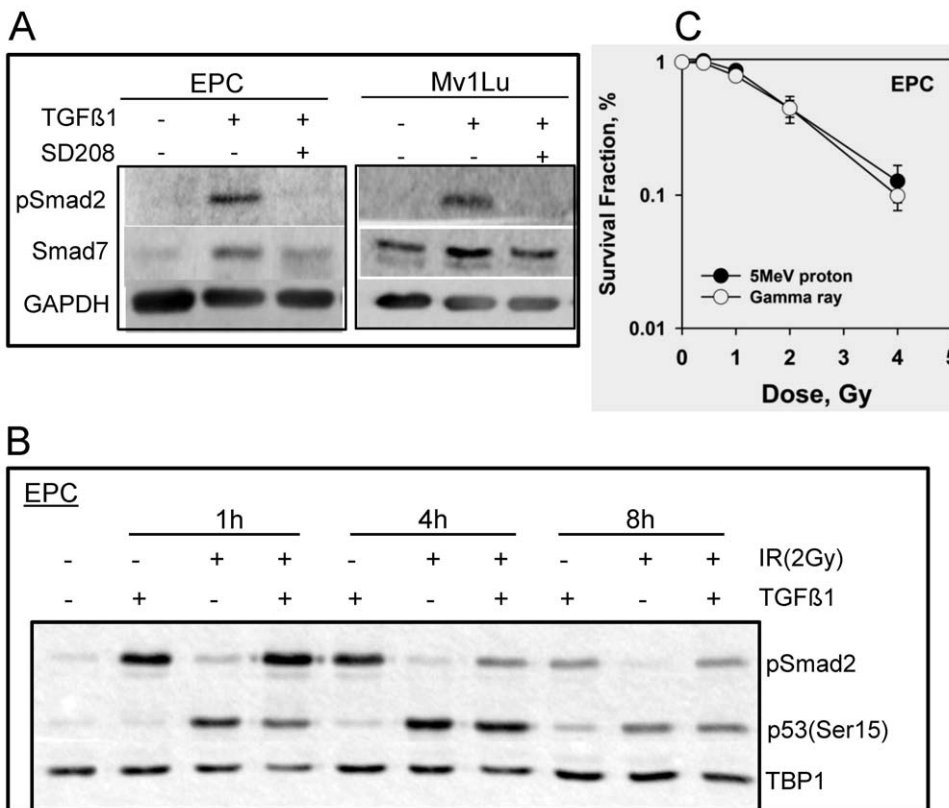 A
EPC Mv1Lu
TGFß1 - + + - + +
SD208 - - + - - +
pSmad2
Smad7
GAPDH
C
EPC
Survival Fraction, %
1
0.1
0.01
5MeV proton
Gamma ray
0 1 2 3 4 5
Dose, Gy
B
EPC
1h 4h 8h
- - + + - + + - + + IR(2Gy)
- + - + + - + + - + TGFß1
pSmad2
p53(Ser15)
TBP1